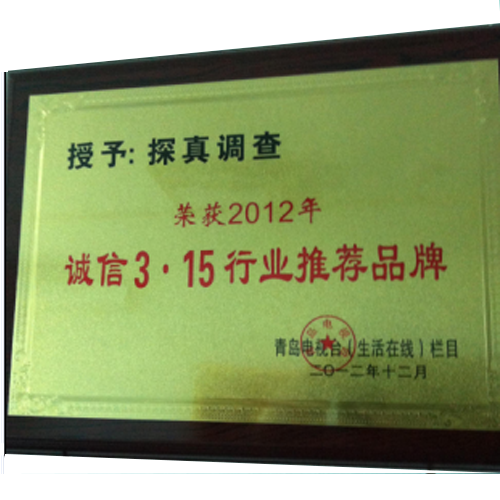 授予: 探真调查
荣获2012年
诚信3·15行业推荐品牌
青岛电视台(生活在线)栏目
二〇一二年十二月